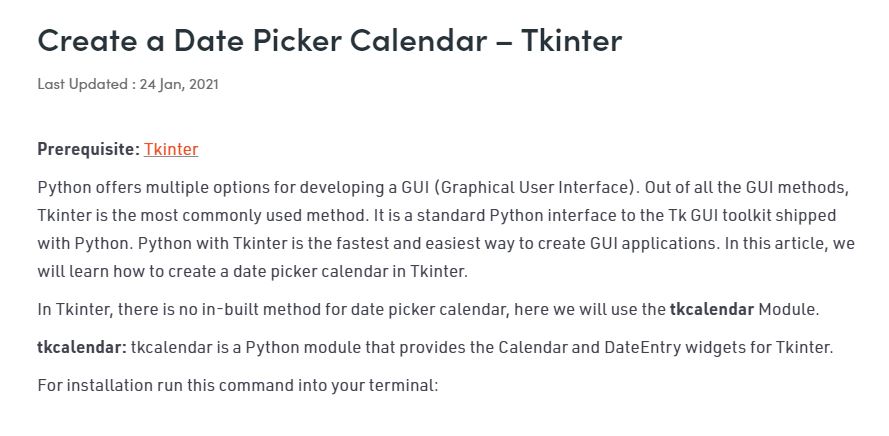 Create a Date Picker Calendar – Tkinter
Last Updated : 24 Jan, 2021
Prerequisite: Tkinter
Python offers multiple options for developing a GUI (Graphical User Interface). Out of all the GUI methods,
Tkinter is the most commonly used method. It is a standard Python interface to the Tk GUI toolkit shipped
with Python. Python with Tkinter is the fastest and easiest way to create GUI applications. In this article, we
will learn how to create a date picker calendar in Tkinter.
In Tkinter, there is no in-built method for date picker calendar, here we will use the tkcalendar Module.
tkcalendar: tkcalendar is a Python module that provides the Calendar and DateEntry widgets for Tkinter.
For installation run this command into your terminal: